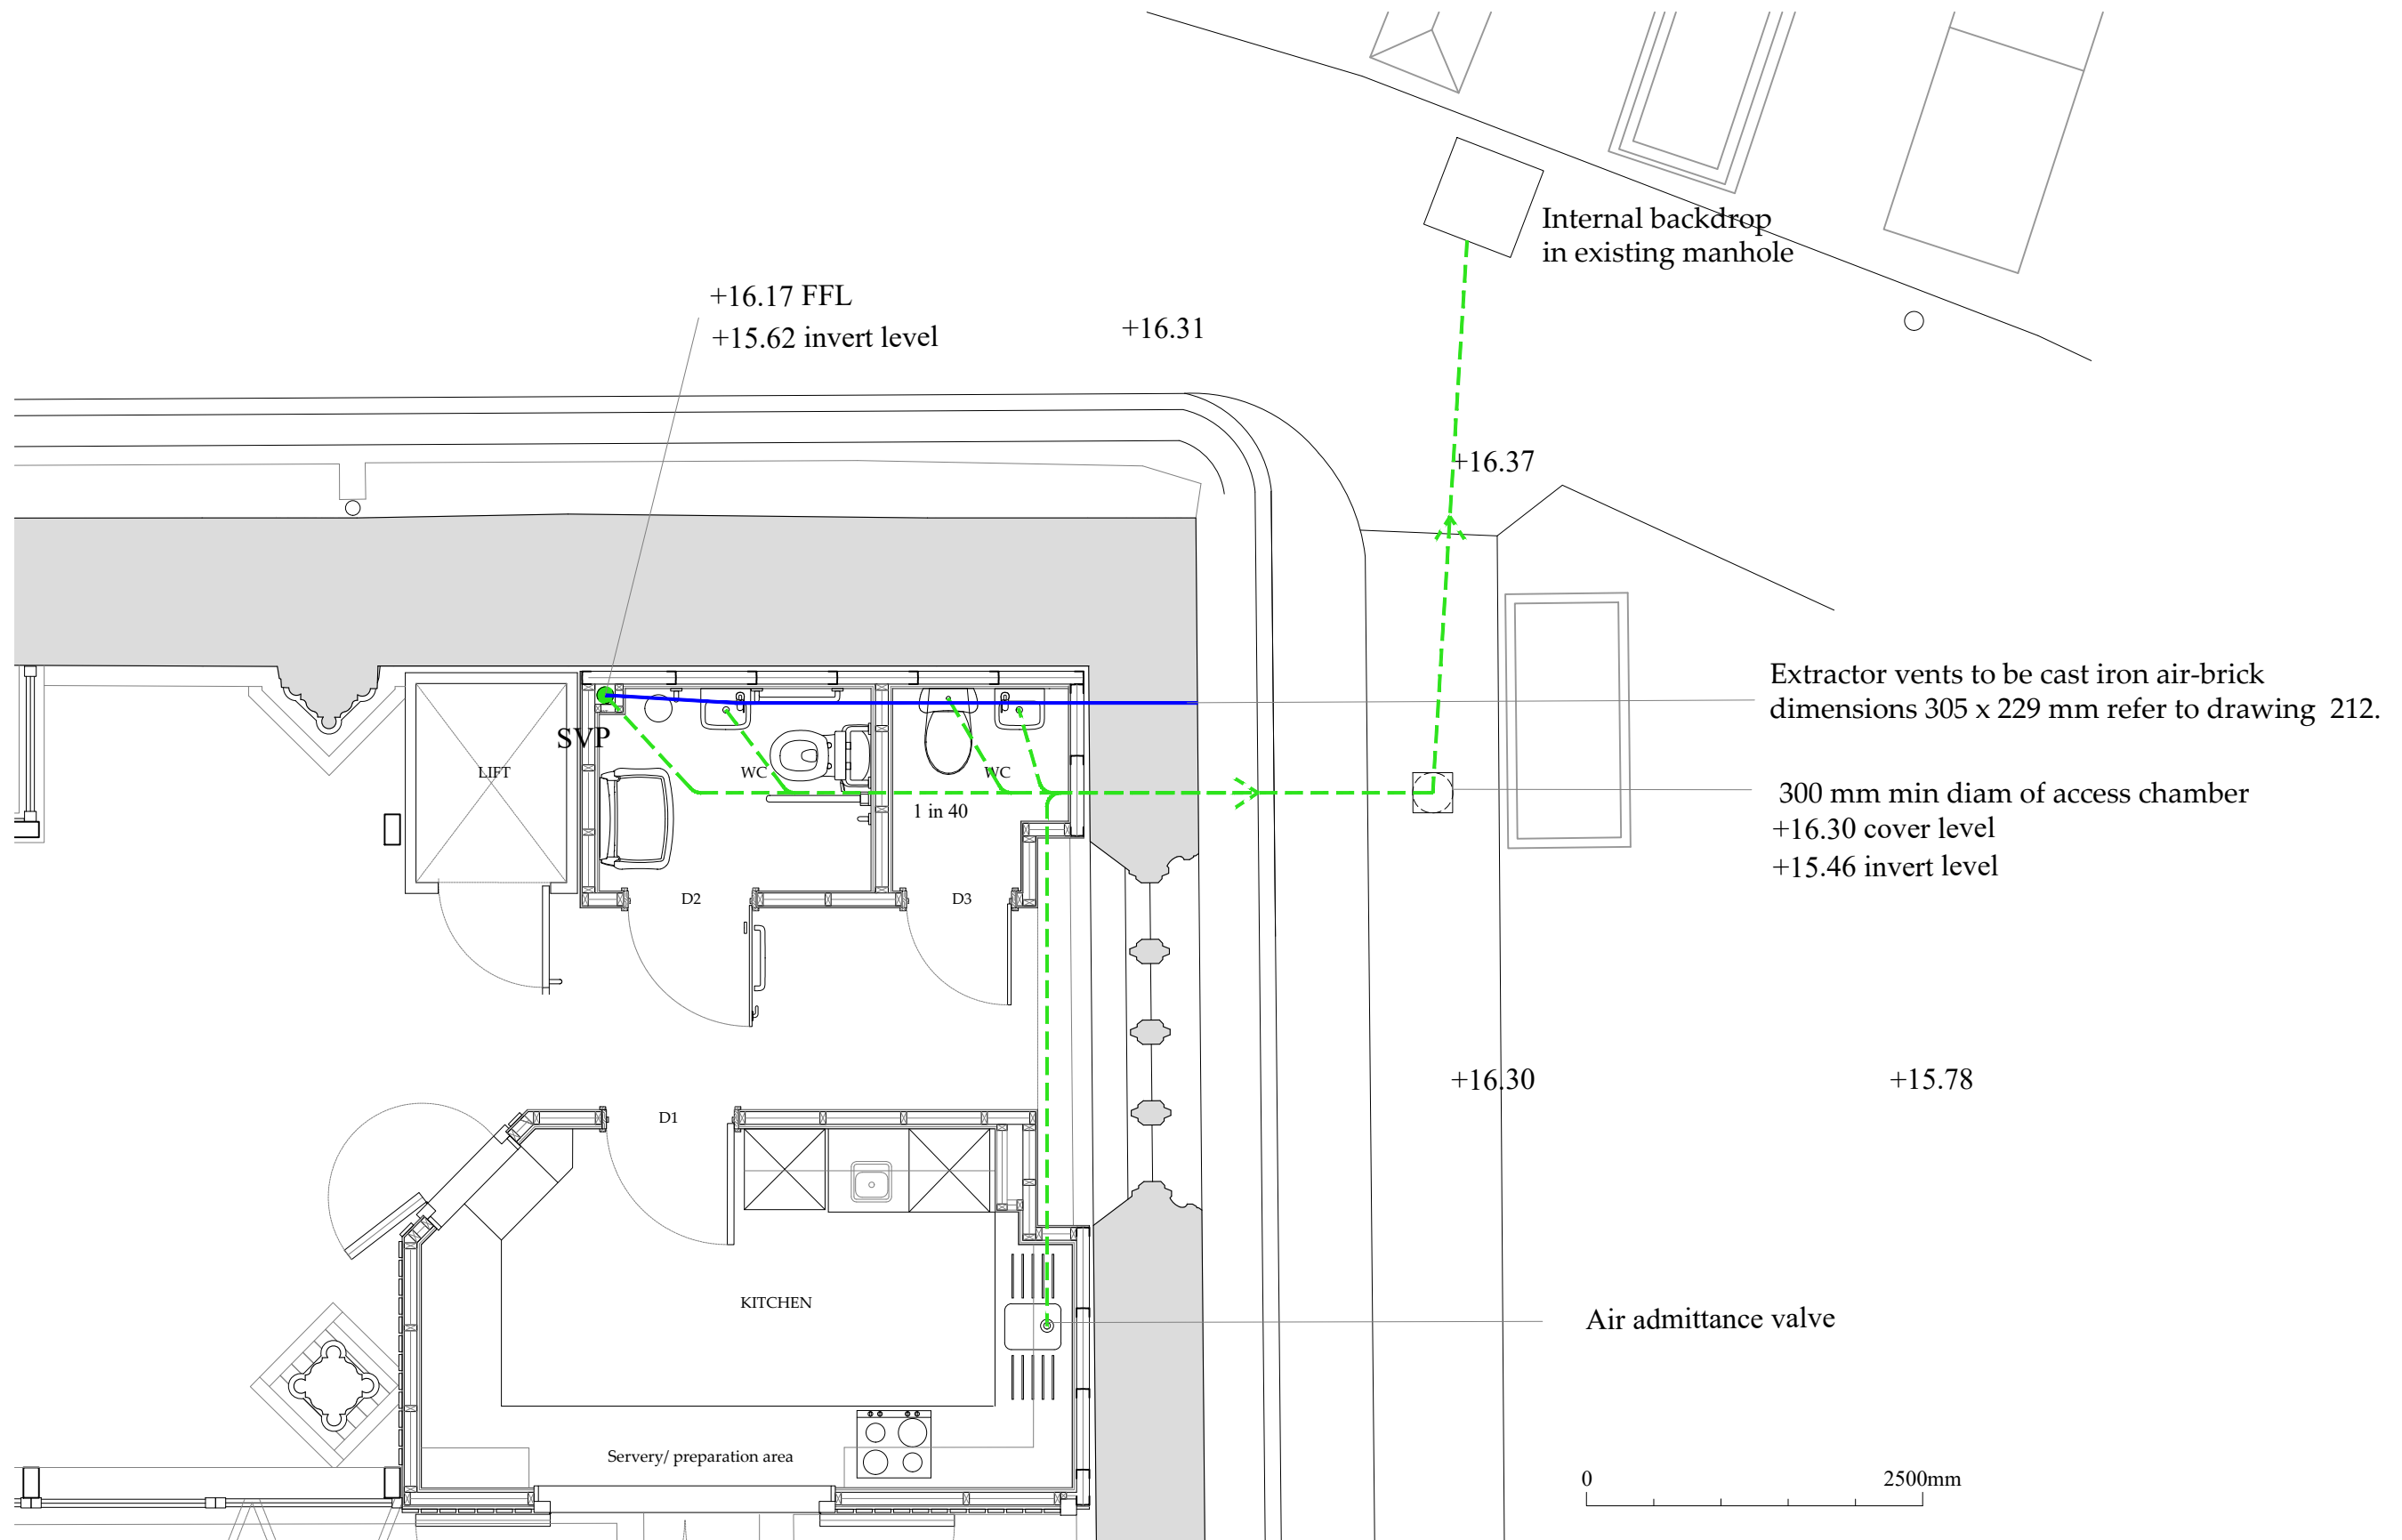 Internal backdrop
in existing manhole
+16.17 FFL
+15.62 invert level
+16.31
+16.37
Extractor vents to be cast iron air-brick
dimensions 305 x 229 mm refer to drawing 212.
SVP
LIFT
WC
WC
1 in 40
300 mm min diam of access chamber
+16.30 cover level
+15.46 invert level
D2
D3
+16.30
+15.78
D1
KITCHEN
Air admittance valve
Servery/ preparation area
0
2500mm